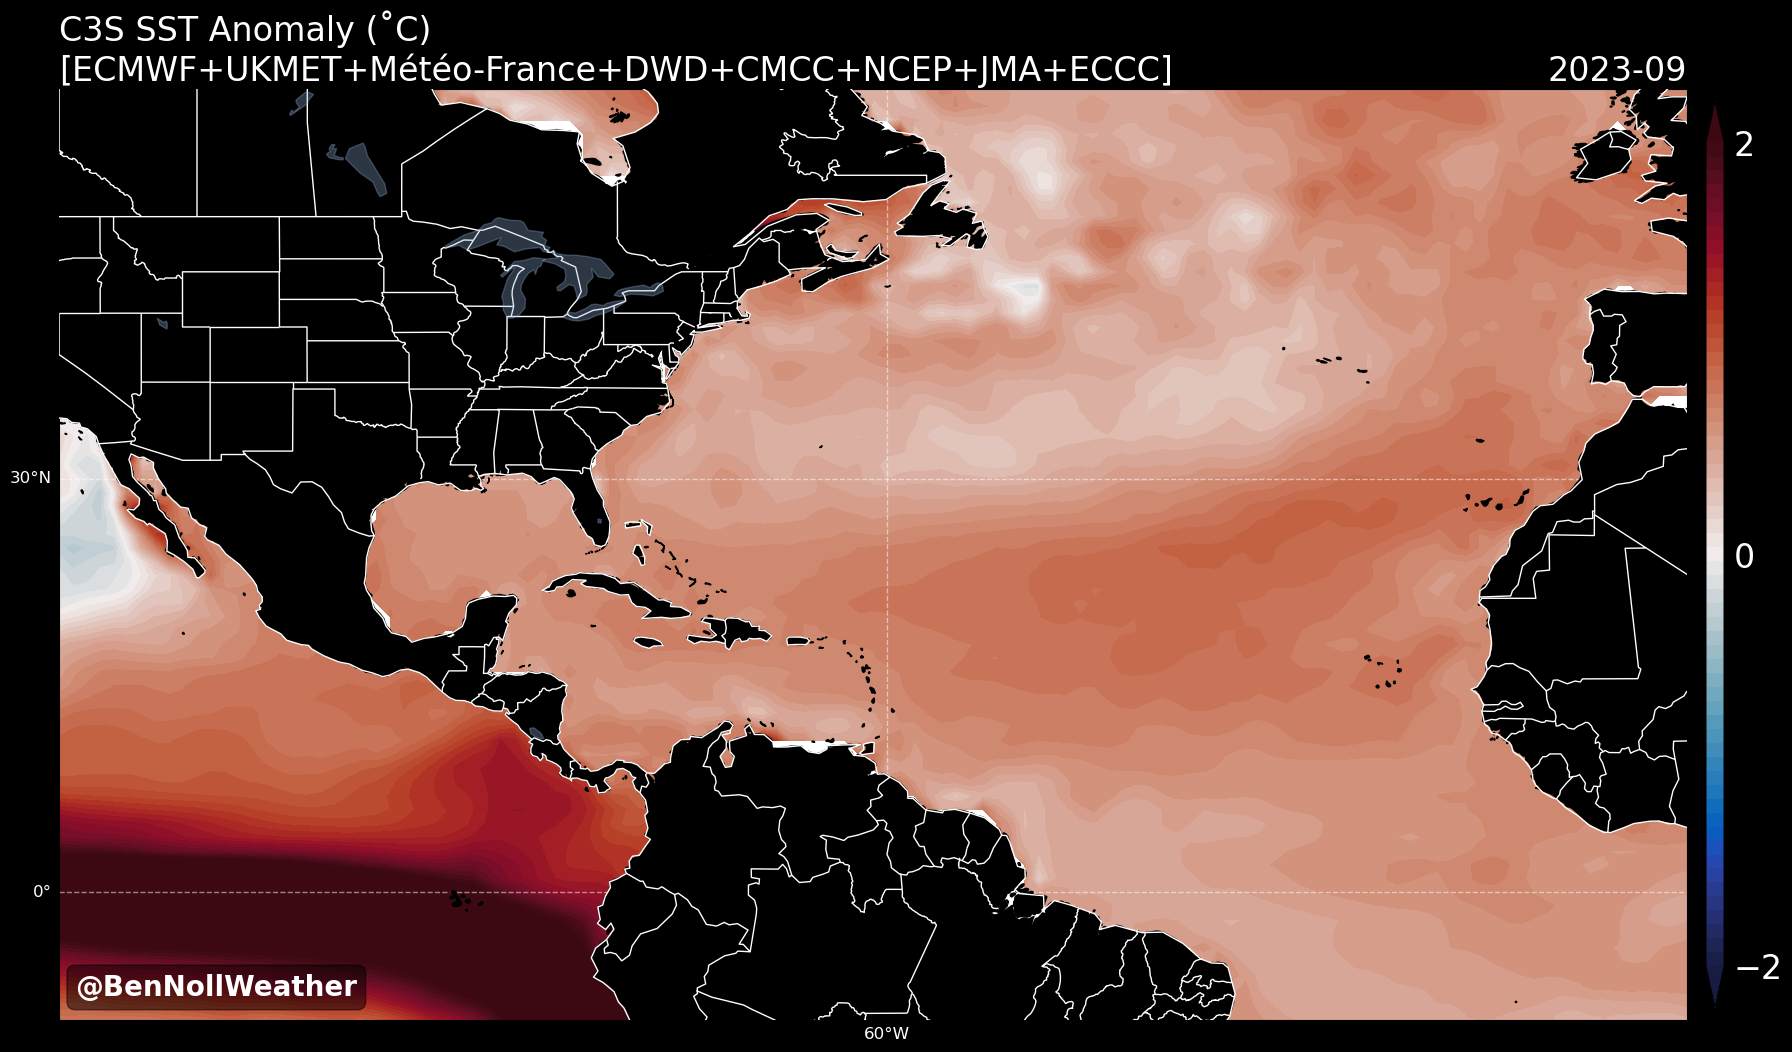 C3S SST Anomaly (˚C)
[ECMWF+UKMET+Météo-France+DWD+CMCC+NCEP+JMA+ECCC]
2023-09
2
30°N
0
0°
−2
@BenNollWeather
60°W